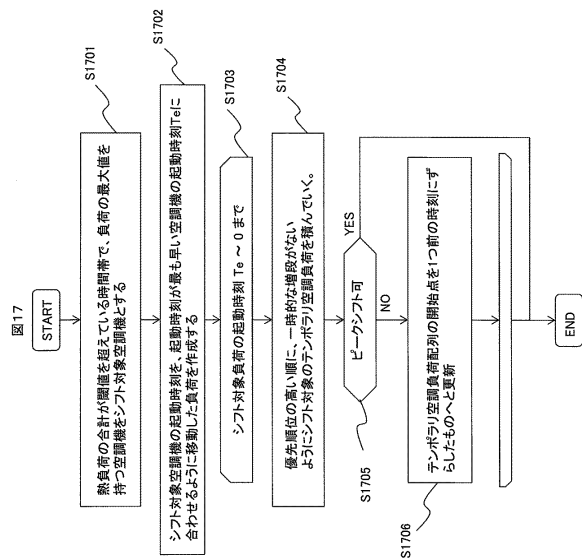 図17
START
S1701
熱負荷の合計が閾値を超えている時間帯で、負荷の最大値を
持つ空調機をシフト対象空調機とする
S1702
シフト対象空調機の起動時刻を、起動時刻が最も早い空調機の起動時刻Teに
合わせるように移動した負荷を作成する
S1703
シフト対象負荷の起動時刻 Te ~ 0 まで
S1704
優先順位の高い順に、一時的な増段がない
ようにシフト対象のテンポラリ空調負荷を積んでいく。
S1705
ピークシフト可
YES
NO
S1706
テンポラリ空調負荷配列の開始点を1つ前の時刻にず
らしたものへと更新
END